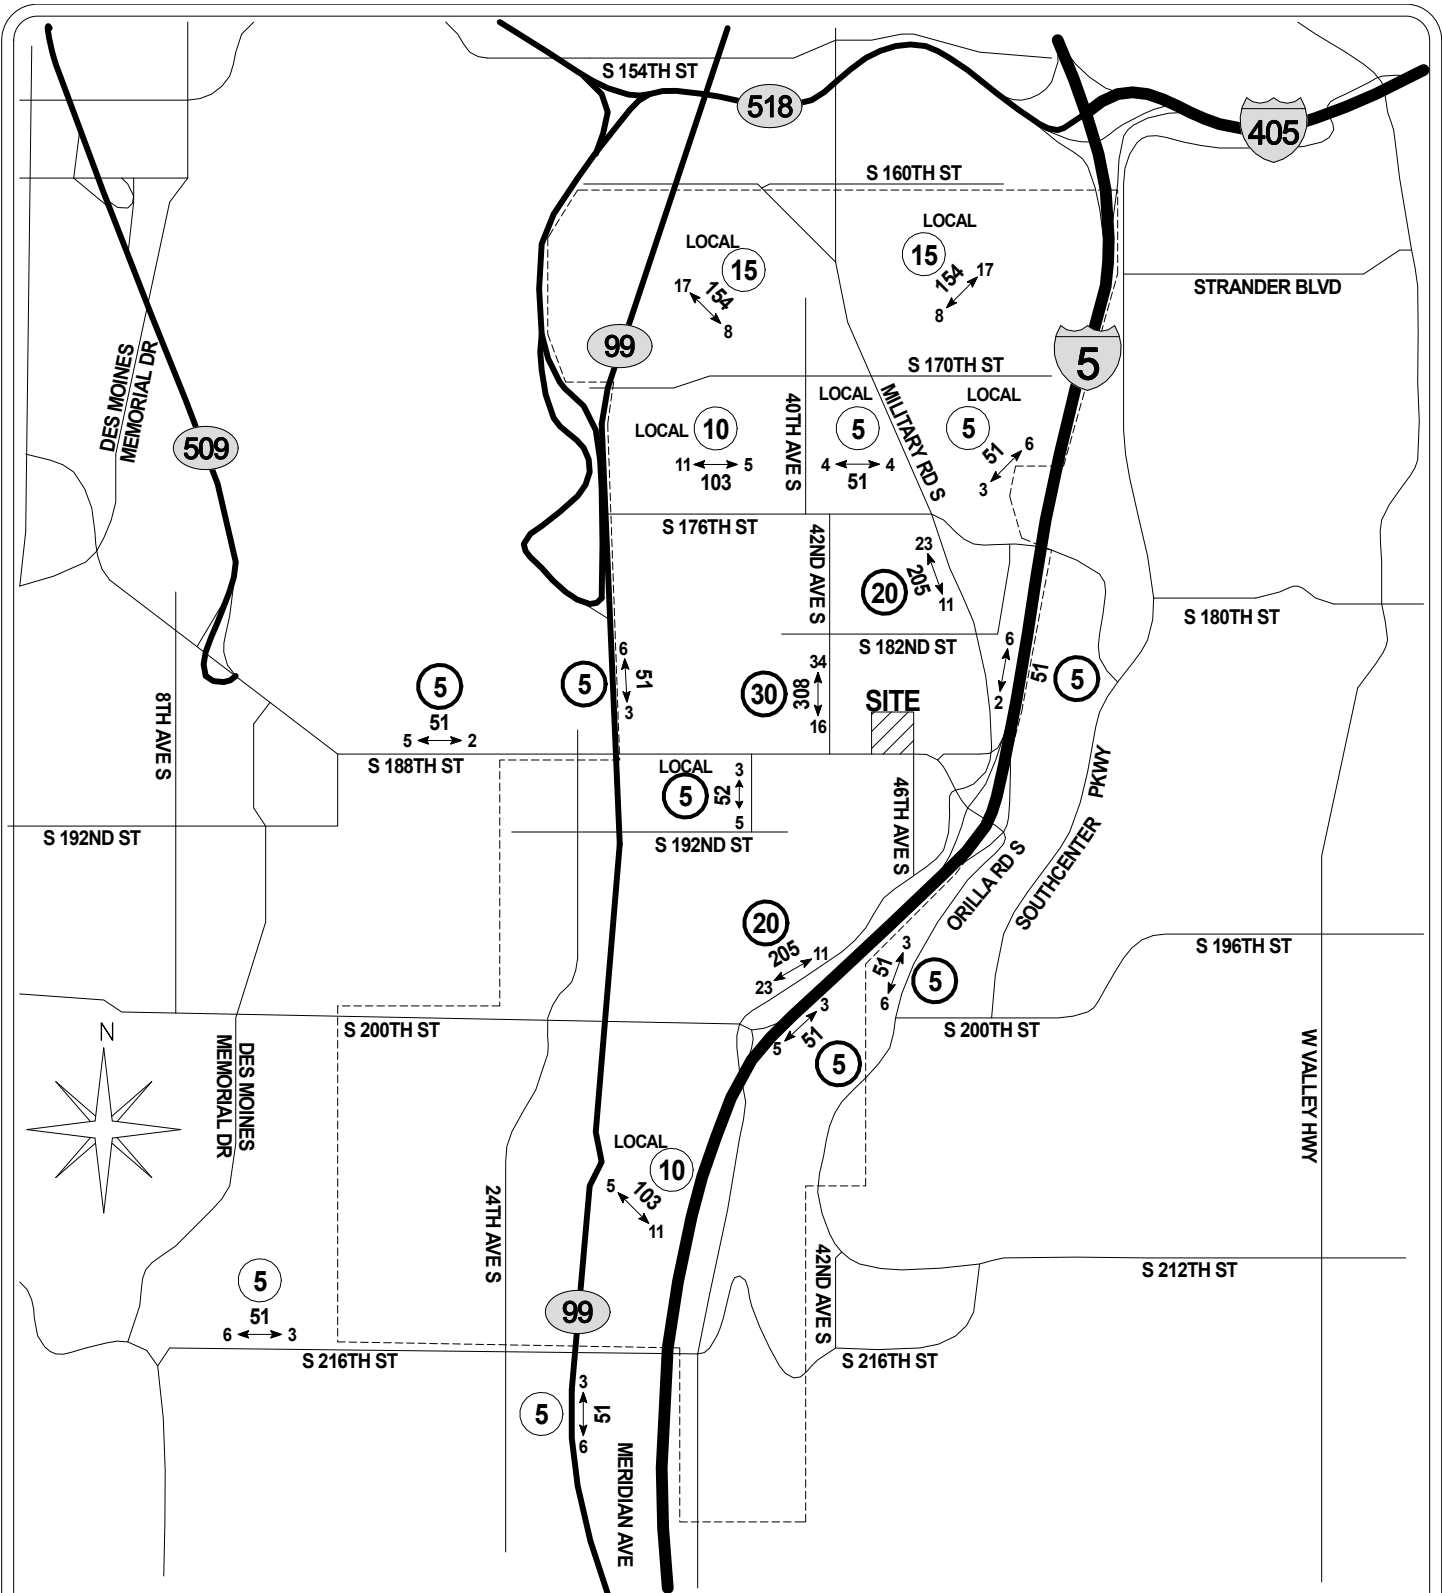 S 154TH ST
518
405
S 160TH ST
LOCAL
15
17
154
8
LOCAL
15
17
154
8
STRANDER BLVD
99
5
DES MOINES
MEMORIAL DR
509
S 170TH ST
LOCAL
10
11
5
103
40TH AVE S
LOCAL
5
4
4
51
MILITARY RD S
LOCAL
5
6
51
3
S 176TH ST
42ND AVE S
23
205
11
20
S 180TH ST
S 182ND ST
6
51
3
5
34
308
16
30
SITE
6
2
51
5
8TH AVE S
5
51
5
2
S 188TH ST
LOCAL
5
3
52
5
46TH AVE S
SOUTHCENTER PKWY
S 192ND ST
S 192ND ST
ORILLA RD S
20
205
11
23
3
51
6
5
S 196TH ST
S 200TH ST
3
51
5
5
S 200TH ST
N
DES MOINES
MEMORIAL DR
W VALLEY HWY
LOCAL
10
5
103
11
24TH AVE S
42ND AVE S
S 212TH ST
5
51
6
3
99
S 216TH ST
S 216TH ST
5
3
51
6
MERIDIAN AVE